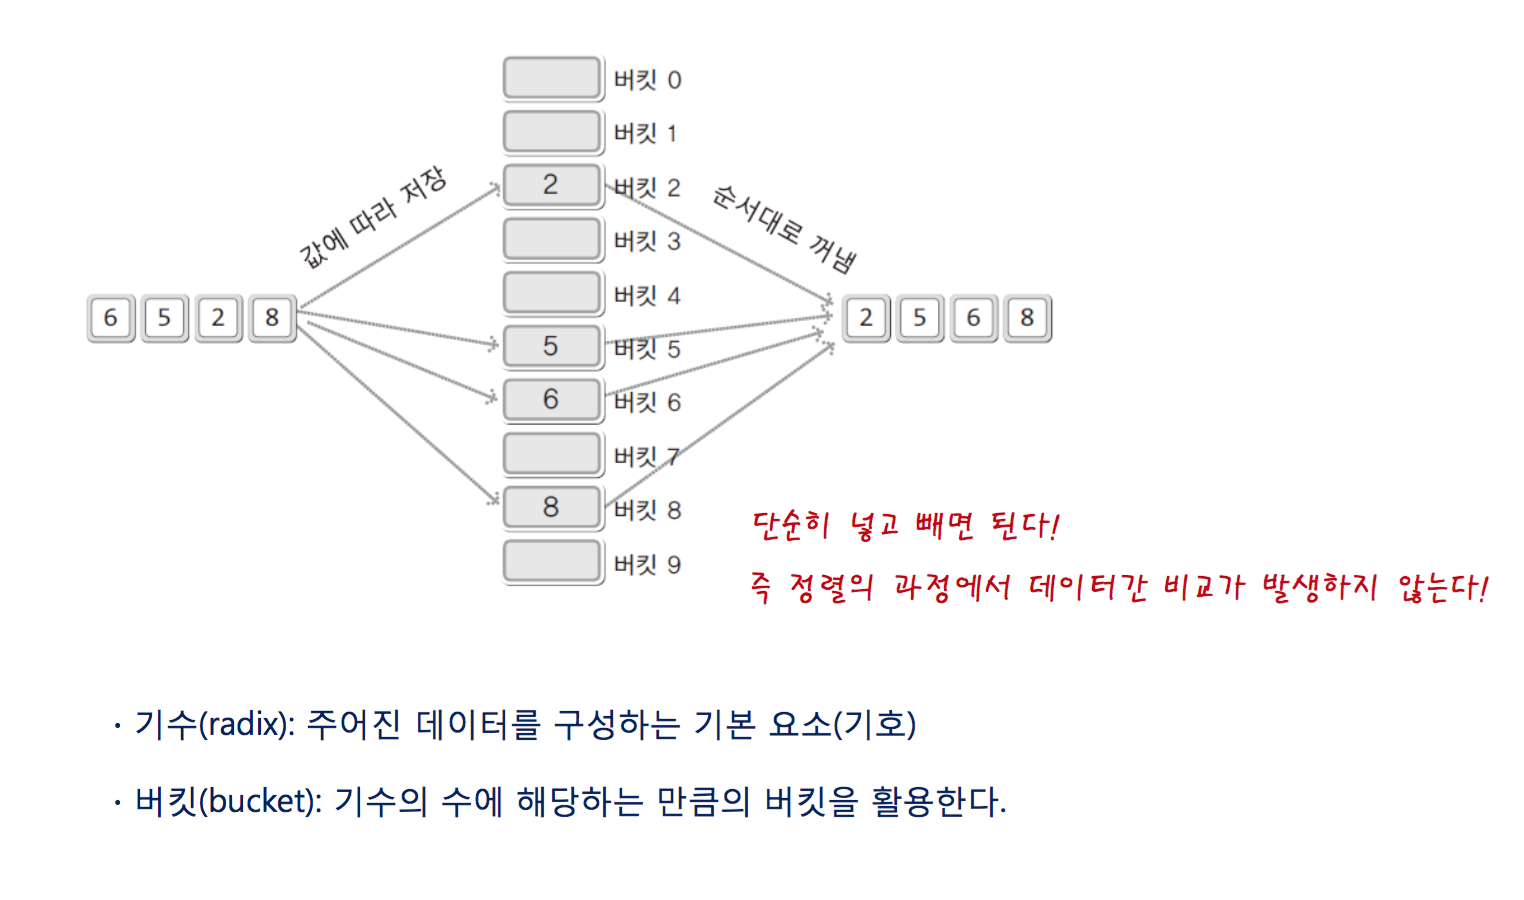 버킷 0
버킷 1
값에 따라 저장
2
버킷 2
순서대로 꺼냄
버킷 3
버킷 4
6 5 2 8
2 5 6 8
5
버킷 5
6
버킷 6
버킷 7
8
버킷 8
단순히 넣고 빼면 된다!
버킷 9
즉 정렬의 과정에서 데이터간 비교가 발생하지 않는다!
· 기수(radix): 주어진 데이터를 구성하는 기본 요소(기호)
· 버킷(bucket): 기수의 수에 해당하는 만큼의 버킷을 활용한다.